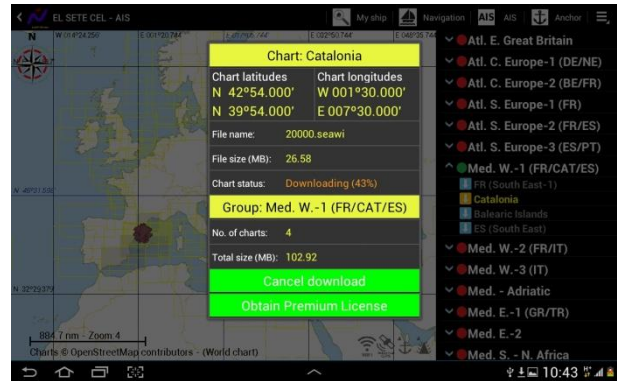 EL SETE CEL - AIS
My ship
Navigation
AIS AIS
Anchor
N
Chart: Catalonia
Chart latitudes Chart longitudes
N 42º54.000' W 001º30.000'
N 39º54.000' E 007º30.000'
File name: 20000.seawi
File size (MB): 26.58
Chart status: Downloading (43%)
Group: Med. W.-1 (FR/CAT/ES)
No. of charts: 4
Total size (MB): 102.92
Cancel download
Obtain Premium License
Atl. E. Great Britain
Atl. C. Europe-1 (DE/NE)
Atl. C. Europe-2 (BE/FR)
Atl. S. Europe-1 (FR)
Atl. S. Europe-2 (FR/ES)
Atl. S. Europe-3 (ES/PT)
Med. W.-1 (FR/CAT/ES)
FR (South East-1)
Catalonia
Balearic Islands
ES (South East)
Med. W.-2 (FR/IT)
Med. W.-3 (IT)
Med. - Adriatic
Med. E.-1 (GR/TR)
Med. E.-2
Med. S. - N. Africa
884.7 nm - Zoom:4
Charts © OpenStreetMap contributors - (World chart)
10:43